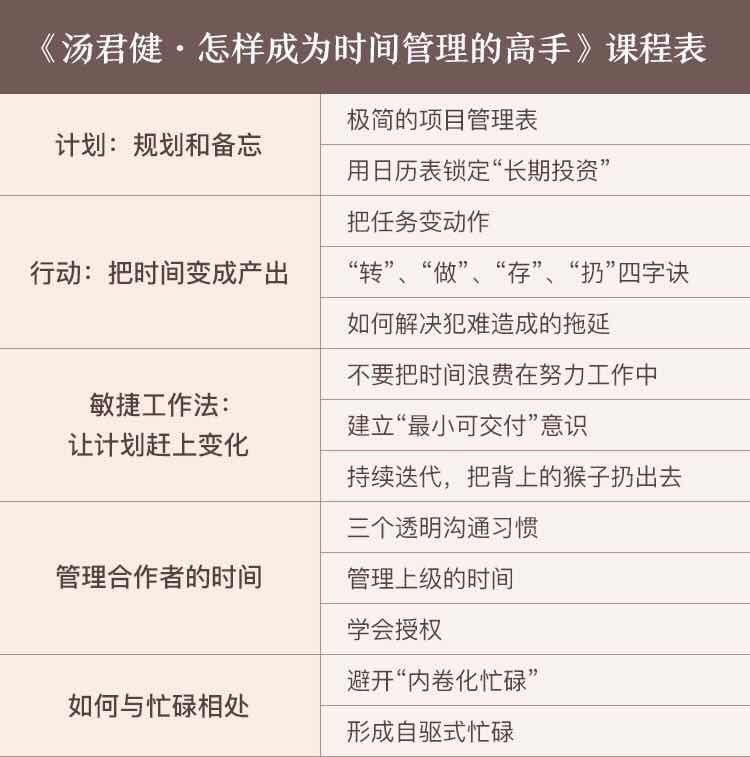 《汤君健·怎样成为时间管理的高手》课程表
计划：规划和备忘
极简的项目管理表
用日历表锁定“长期投资”
行动：把时间变成产出
把任务变动作
“转”、“做”、“存”、“扔”四字诀
如何解决犯难造成的拖延
敏捷工作法：
让计划赶上变化
不要把时间浪费在努力工作中
建立“最小可交付”意识
持续迭代，把背上的猴子扔出去
管理合作者的时间
三个透明沟通习惯
管理上级的时间
学会授权
如何与忙碌相处
避开“内卷化忙碌”
形成自驱式忙碌